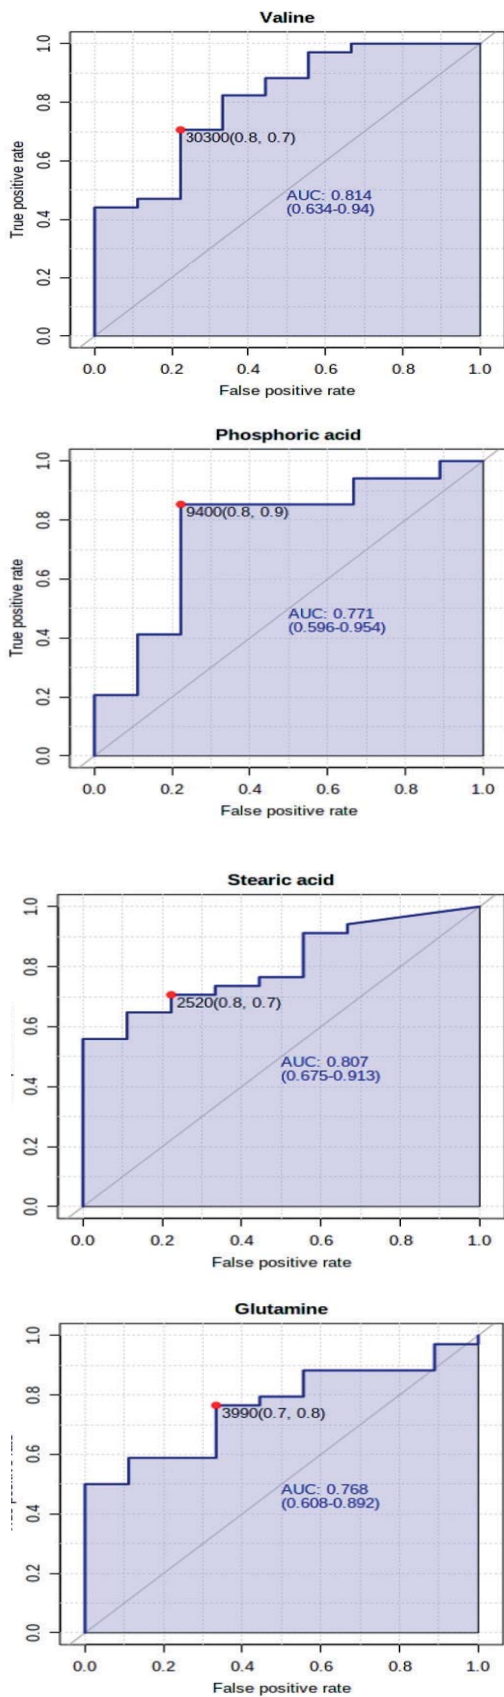 Valine
1.0
0.8
0.6
0.4
0.2
0.0
True positive rate
30300(0.8, 0.7)
AUC: 0.814
(0.634-0.94)
0.0 0.2 0.4 0.6 0.8 1.0
False positive rate
Phosphoric acid
1.0
0.8
0.6
0.4
0.2
0.0
True positive rate
9400(0.8, 0.9)
AUC: 0.771
(0.596-0.954)
0.0 0.2 0.4 0.6 0.8 1.0
False positive rate
Stearic acid
1.0
0.8
0.6
0.4
0.2
0.0
2520(0.8, 0.7)
AUC: 0.807
(0.675-0.913)
0.0 0.2 0.4 0.6 0.8 1.0
False positive rate
Glutamine
1.0
0.8
0.6
0.4
0.2
0.0
3990(0.7, 0.8)
AUC: 0.768
(0.608-0.892)
0.0 0.2 0.4 0.6 0.8 1.0
False positive rate